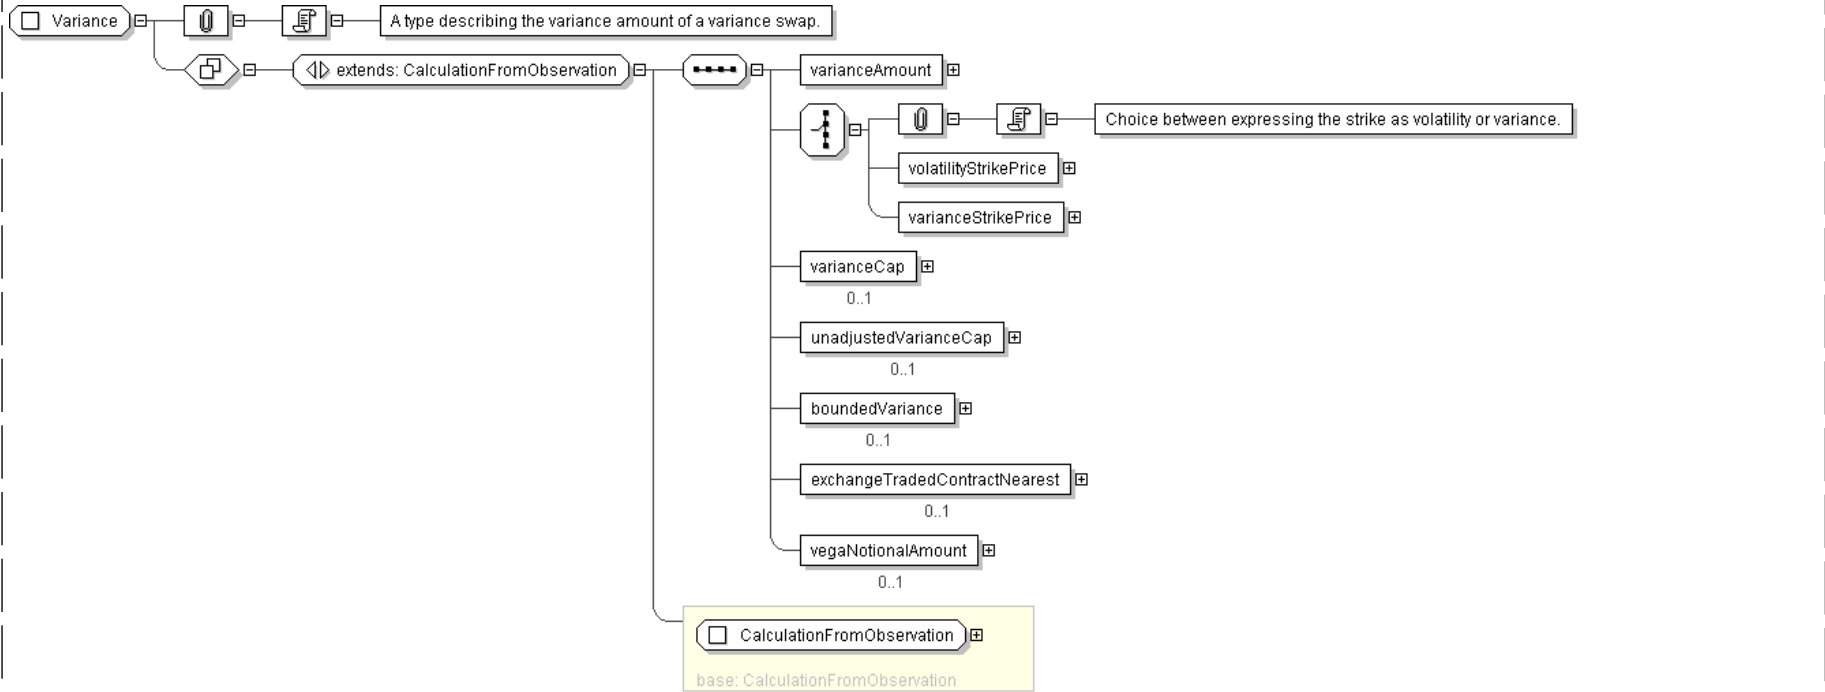 Variance
A type describing the variance amount of a variance swap.
extends: CalculationFromObservation
varianceAmount
Choice between expressing the strike as volatility or variance.
volatilityStrikePrice
varianceStrikePrice
varianceCap
0..1
unadjustedVarianceCap
0..1
boundedVariance
0..1
exchangeTradedContractNearest
0..1
vegaNotionalAmount
0..1
CalculationFromObservation
base: CalculationFromObservation